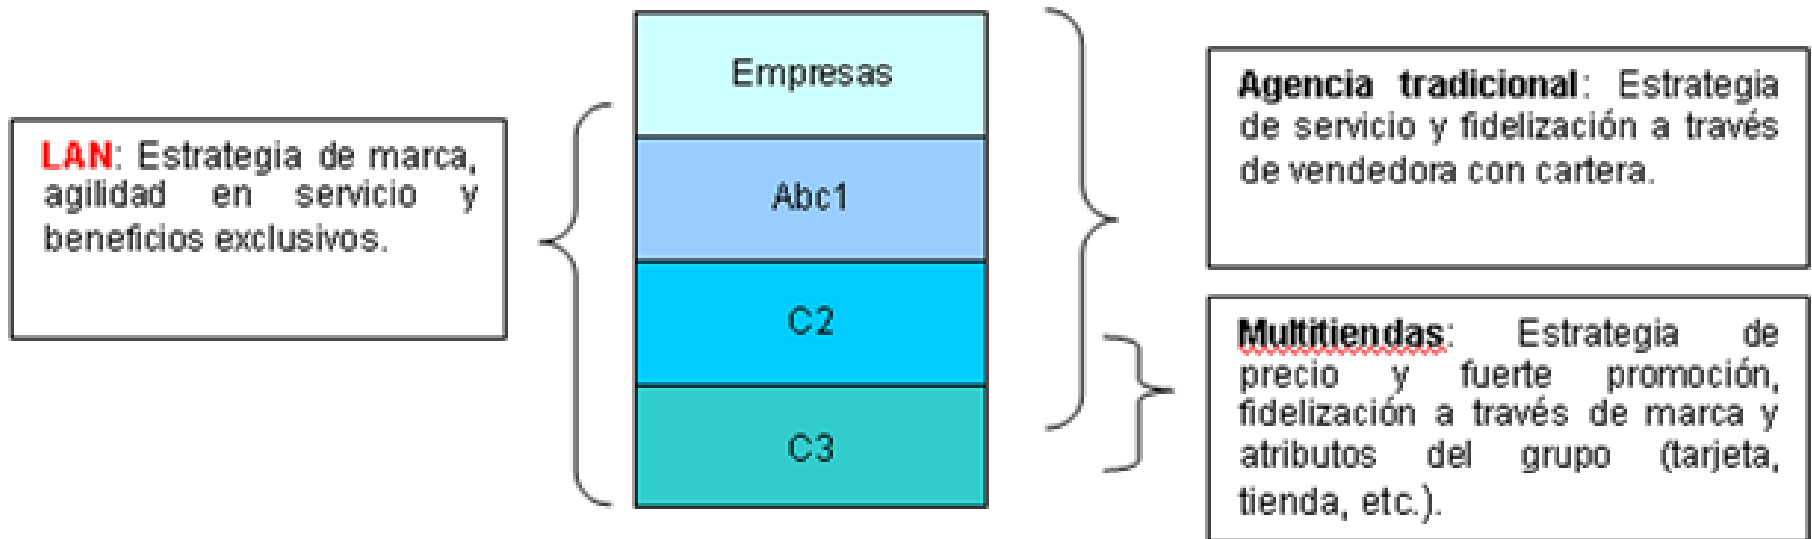 LAN: Estrategia de marca,
agilidad en servicio y
beneficios exclusivos.
Empresas
Abc1
C2
C3
Agencia tradicional: Estrategia
de servicio y fidelización a través
de vendedora con cartera.
Multitiendas: Estrategia de
precio y fuerte promoción,
fidelización a través de marca y
atributos del grupo (tarjeta,
tienda, etc.).